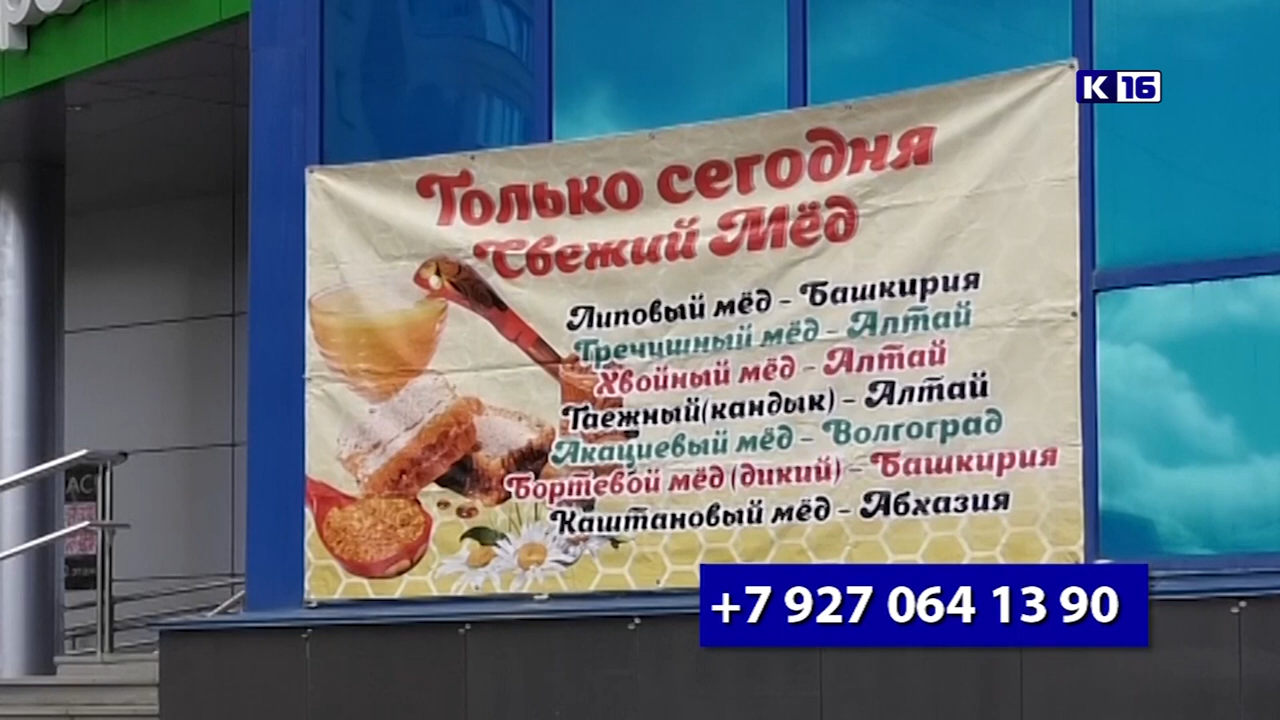 К 16
Только сегодня
Свежий Мёд
Липовый мёд - Башкирия
Гречишный мёд - Алтай
Хвойный мёд - Алтай
Таежный(кандык) - Алтай
Акациевый мёд - Волгоград
Бортевой мёд (дикий) - Башкирия
Каштановый мёд - Абхазия
+7 927 064 13 90